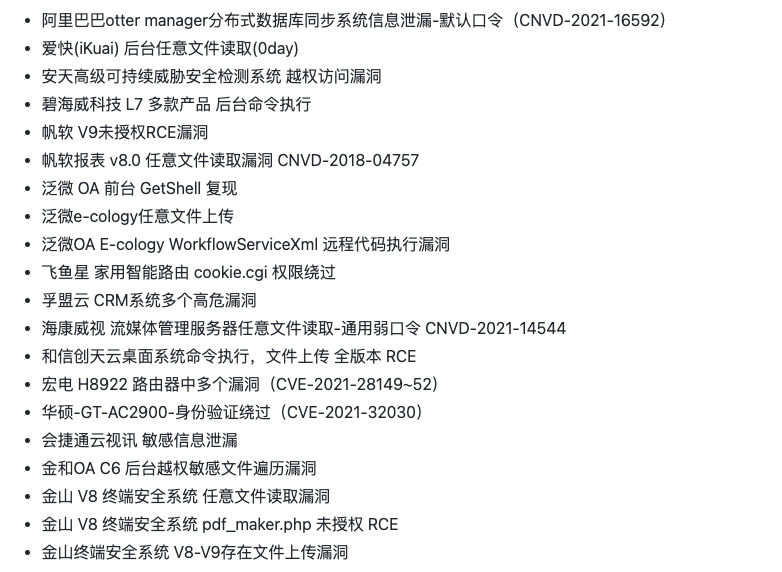 阿里巴巴otter manager分布式数据库同步系统信息泄漏-默认口令（CNVD-2021-16592）
爱快(iKuai) 后台任意文件读取(0day)
安天高级可持续威胁安全检测系统 越权访问漏洞
碧海威科技 L7 多款产品 后台命令执行
帆软 V9未授权RCE漏洞
帆软报表 v8.0 任意文件读取漏洞 CNVD-2018-04757
泛微 OA 前台 GetShell 复现
泛微e-cology任意文件上传
泛微OA E-cology WorkflowServiceXml 远程代码执行漏洞
飞鱼星 家用智能路由 cookie.cgi 权限绕过
孚盟云 CRM系统多个高危漏洞
海康威视 流媒体管理服务器任意文件读取-通用弱口令 CNVD-2021-14544
和信创天云桌面系统命令执行，文件上传 全版本 RCE
宏电 H8922 路由器中多个漏洞（CVE-2021-28149~52）
华硕-GT-AC2900-身份验证绕过（CVE-2021-32030）
会捷通云视讯 敏感信息泄漏
金和OA C6 后台越权敏感文件遍历漏洞
金山 V8 终端安全系统 任意文件读取漏洞
金山 V8 终端安全系统 pdf_maker.php 未授权 RCE
金山终端安全系统 V8-V9存在文件上传漏洞